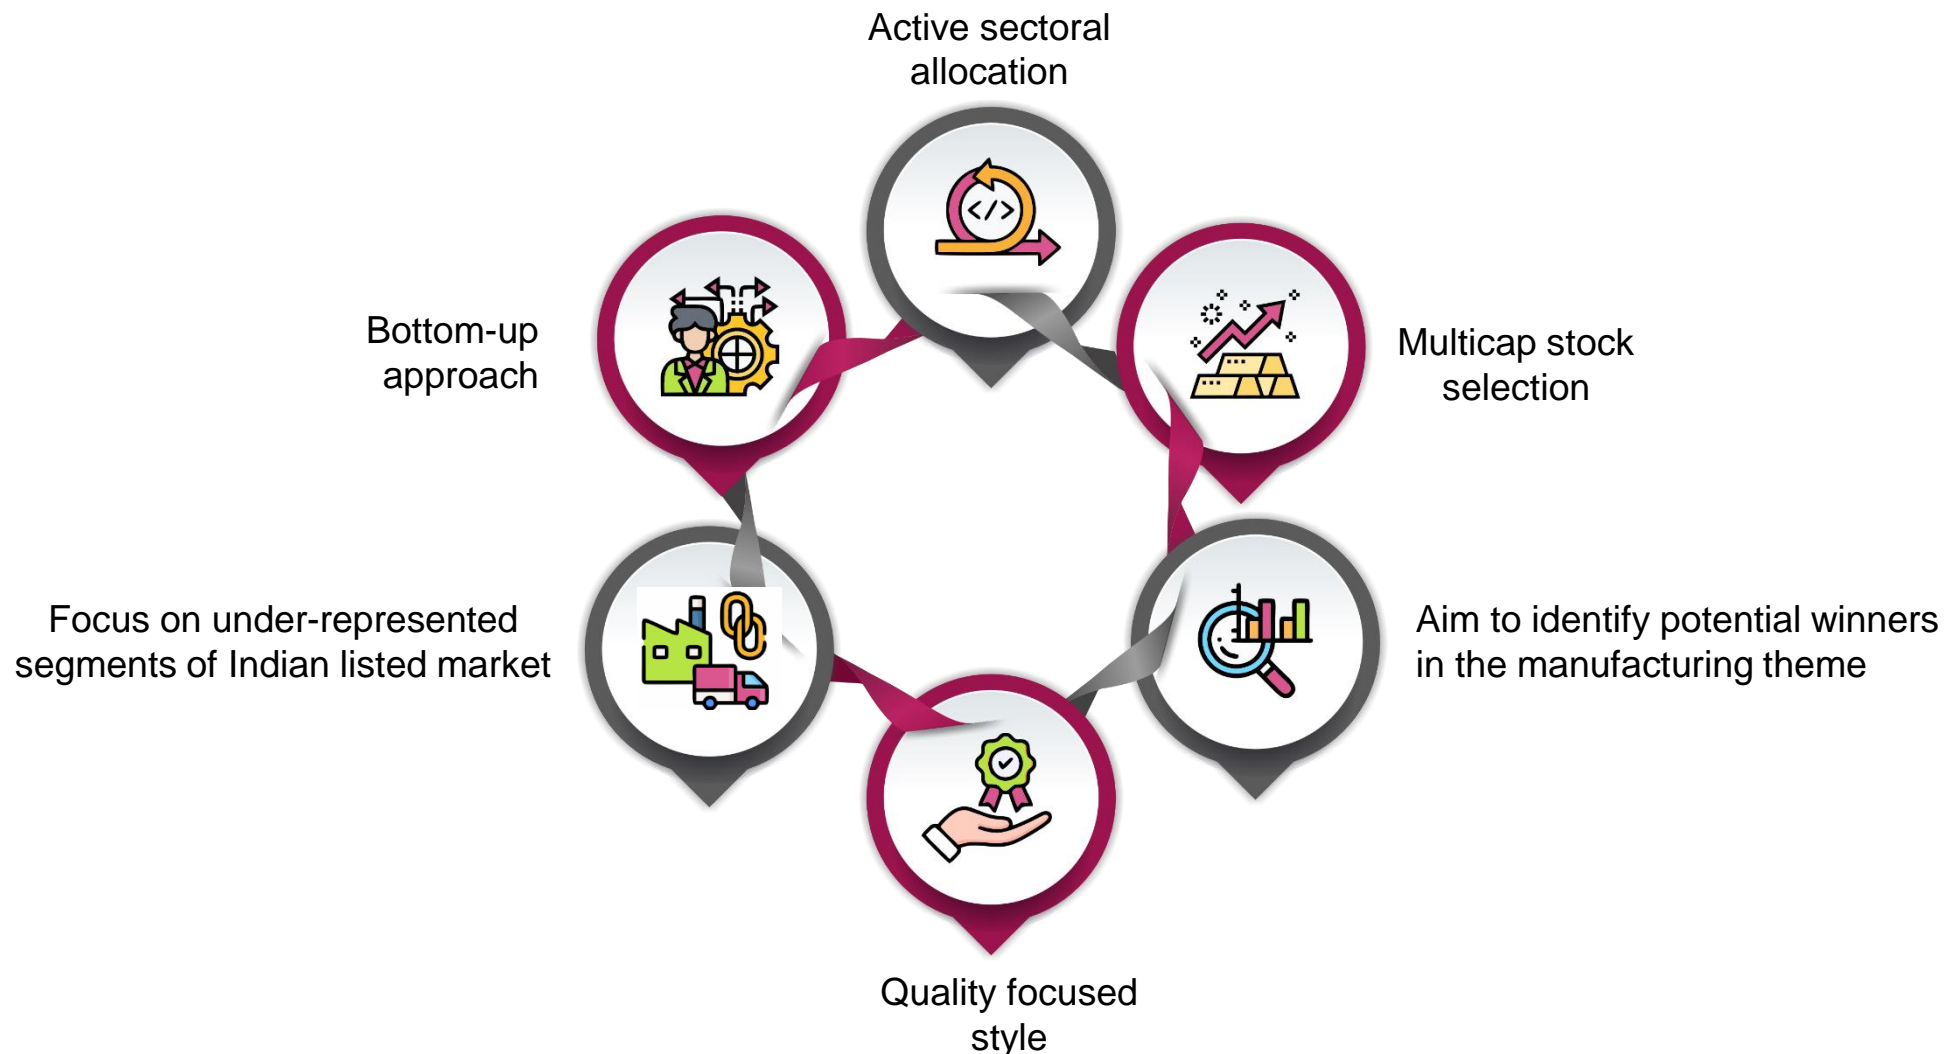 Active sectoral
allocation
Bottom-up
approach
Multicap stock
selection
Focus on under-represented
segments of Indian listed market
Aim to identify potential winners
in the manufacturing theme
Quality focused
style